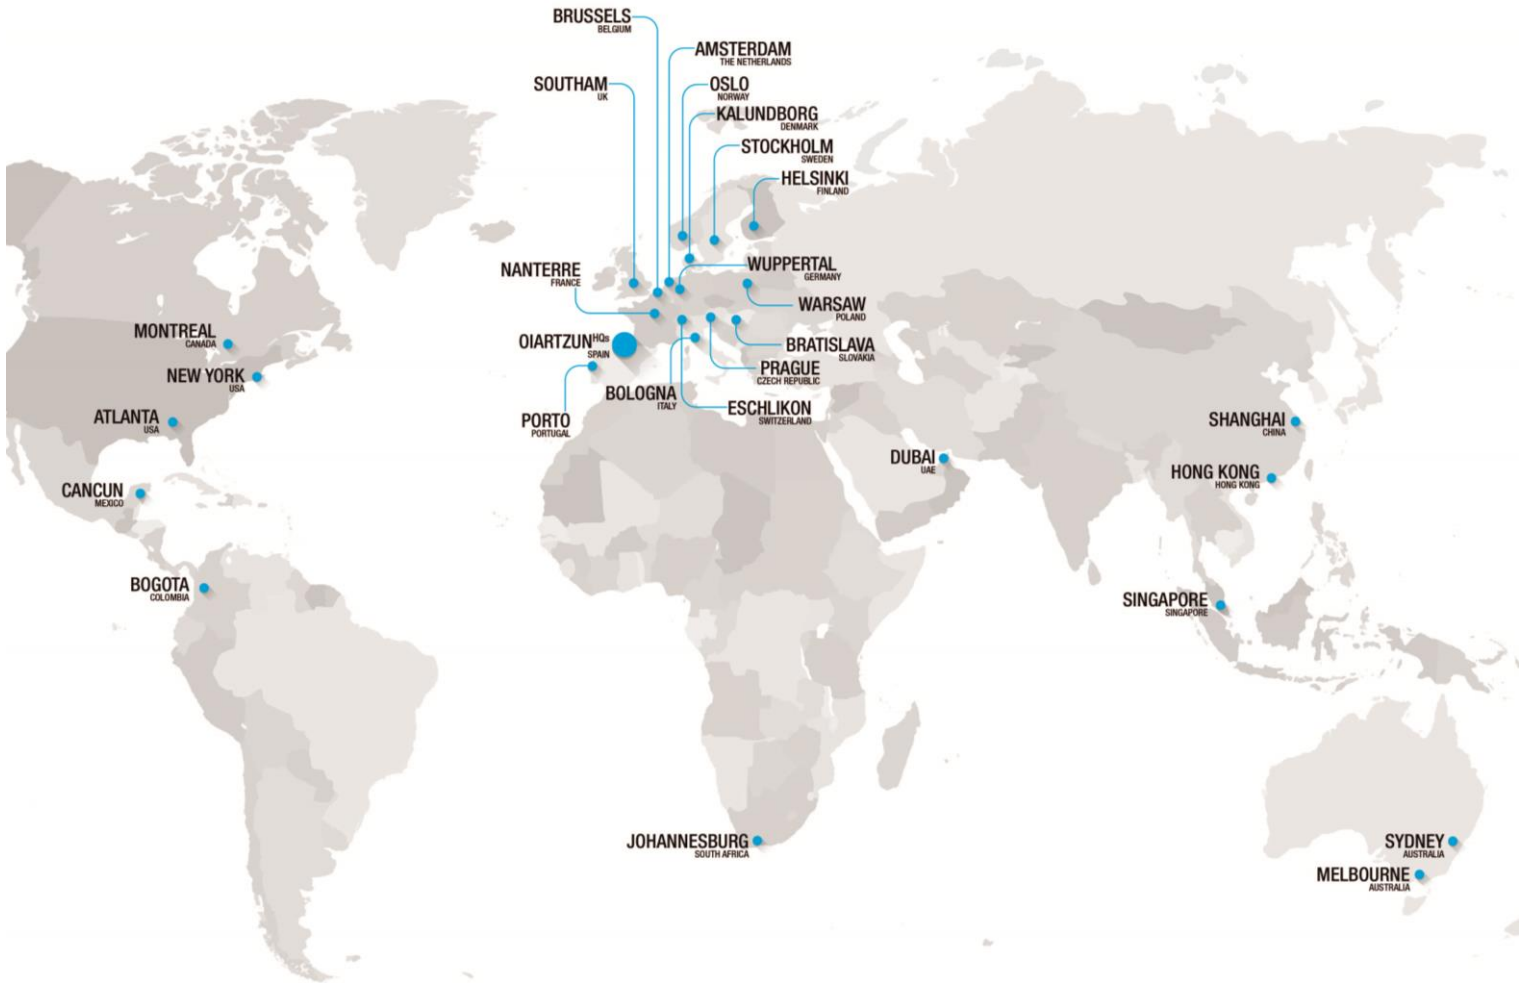 BRUSSELS
BELGIUM
AMSTERDAM
THE NETHERLANDS
SOUTHAM
UK
OSLO
NORWAY
KALUNDBORG
DENMARK
STOCKHOLM
SWEDEN
HELSINKI
FINLAND
NANTERRE
FRANCE
WUPPERTAL
GERMANY
WARSAW
POLAND
MONTREAL
CANADA
OIARTZUN HQs
SPAIN
BRATISLAVA
SLOVAKIA
NEW YORK
USA
PRAGUE
CZECH REPUBLIC
BOLOGNA
ITALY
ESCHLIKON
SWITZERLAND
ATLANTA
USA
PORTO
PORTUGAL
SHANGHAI
CHINA
DUBAI
UAE
HONG KONG
HONG KONG
CANCUN
MEXICO
BOGOTA
COLOMBIA
SINGAPORE
SINGAPORE
JOHANNESBURG
SOUTH AFRICA
SYDNEY
AUSTRALIA
MELBOURNE
AUSTRALIA